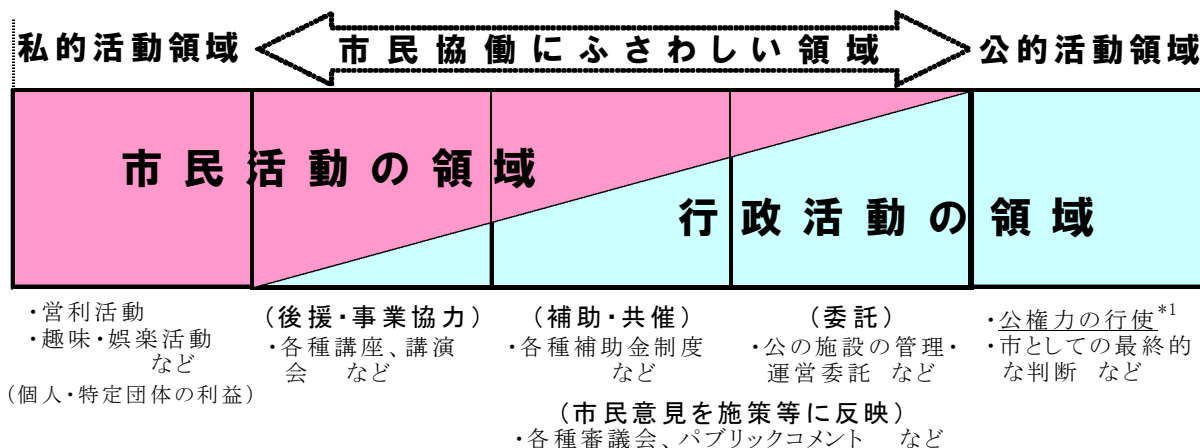 私的活動領域
市民協働にふさわしい領域
公的活動領域
市民活動の領域
行政活動の領域
・営利活動
・趣味・娯楽活動
など
(個人・特定団体の利益)
(後援・事業協力)
・各種講座、講演
会 など
(補助・共催)
・各種補助金制度
など
(委託)
・公の施設の管理・
運営委託 など
(市民意見を施策等に反映)
・各種審議会、パブリックコメント など
・公権力の行使*1
・市としての最終的
な判断 など